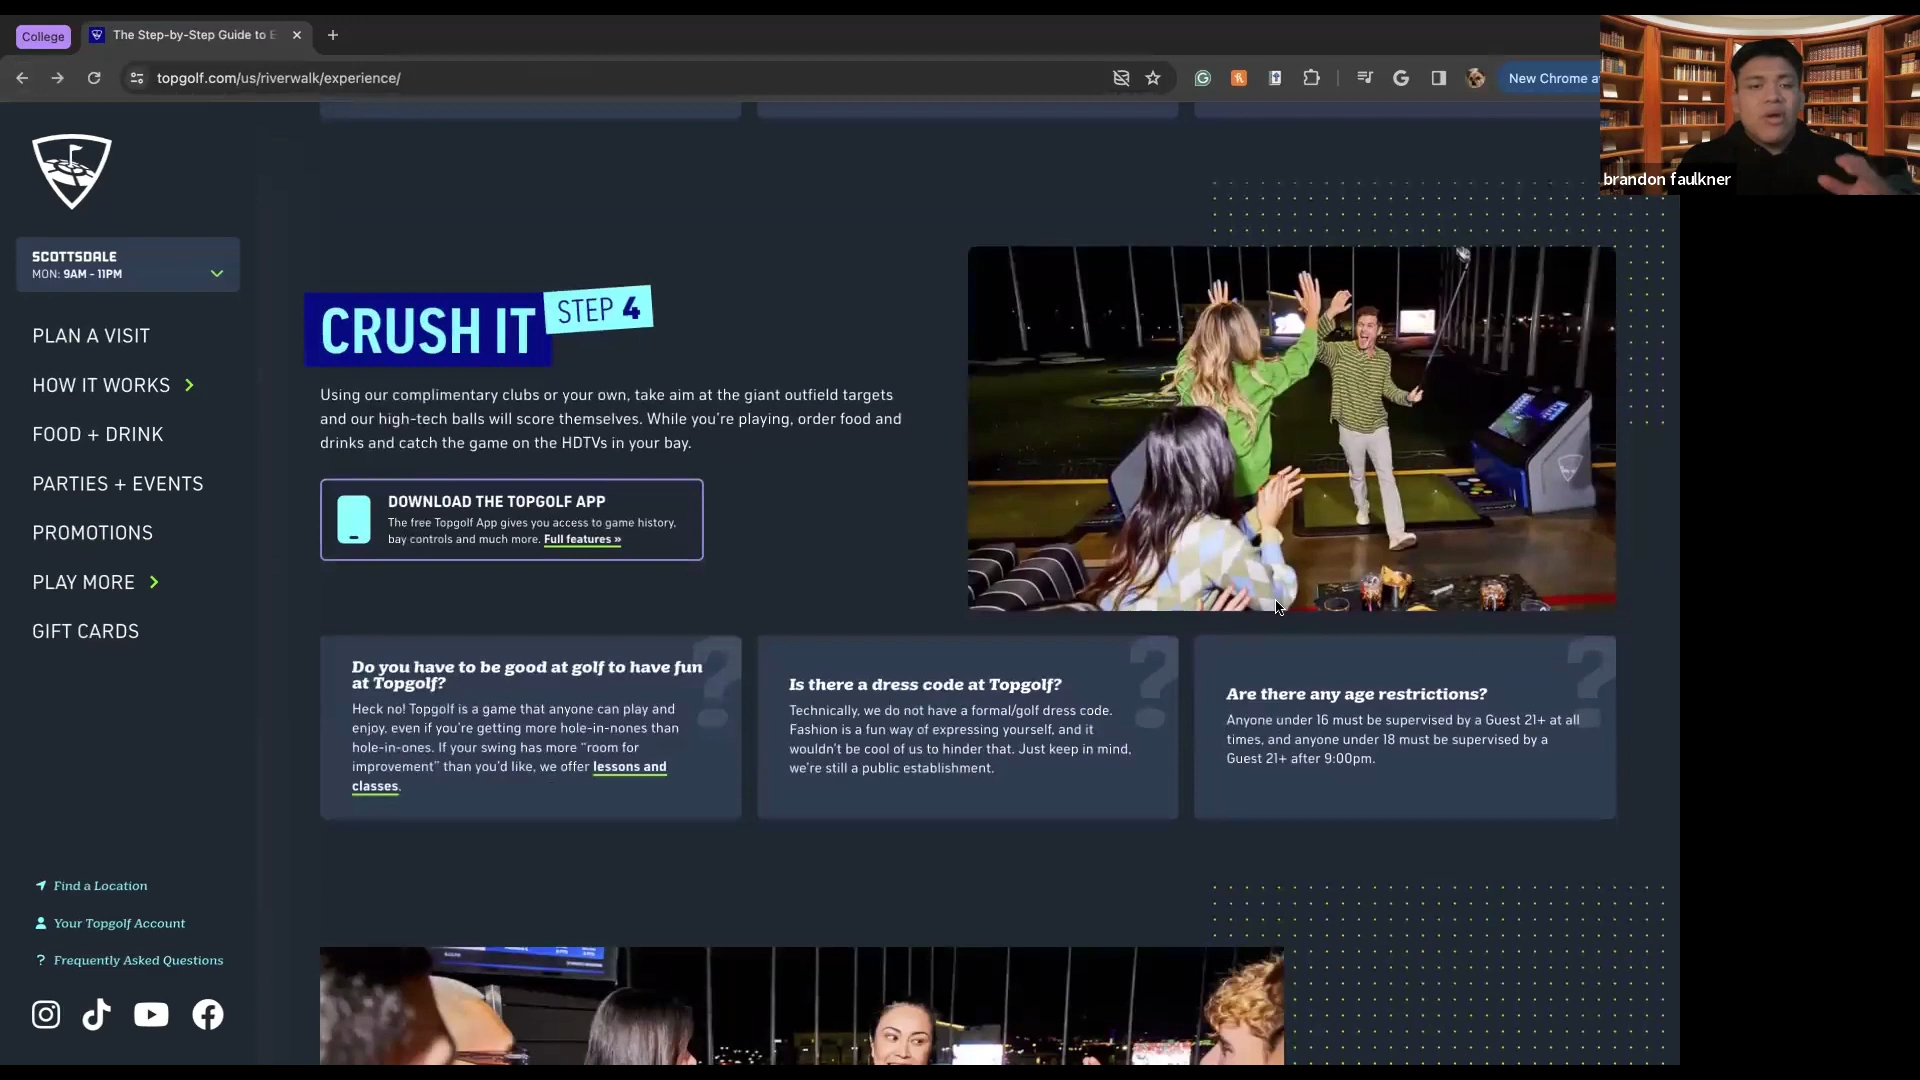 College
The Step-by-Step Guide to E
topgolf.com/us/riverwalk/experience/
New Chrome av
brandon faulkner
SCOTTSDALE
MON: 9AM - 11PM
PLAN A VISIT
HOW IT WORKS
FOOD + DRINK
PARTIES + EVENTS
PROMOTIONS
PLAY MORE
GIFT CARDS
Find a Location
Your Topgolf Account
? Frequently Asked Questions
CRUSH IT STEP 4
Using our complimentary clubs or your own, take aim at the giant outfield targets
and our high-tech balls will score themselves. While you're playing, order food and
drinks and catch the game on the HDTVs in your bay.
DOWNLOAD THE TOPGOLF APP
The free Topgolf App gives you access to game history,
bay controls and much more. Full features »
Do you have to be good at golf to have fun
at Topgolf?
Heck no! Topgolf is a game that anyone can play and
enjoy, even if you're getting more hole-in-nones than
hole-in-ones. If your swing has more "room for
improvement" than you'd like, we offer lessons and
classes.
?
Is there a dress code at Topgolf?
Technically, we do not have a formal/golf dress code.
Fashion is a fun way of expressing yourself, and it
wouldn't be cool of us to hinder that. Just keep in mind,
we're still a public establishment.
?
Are there any age restrictions?
Anyone under 16 must be supervised by a Guest 21+ at all
times, and anyone under 18 must be supervised by a
Guest 21+ after 9:00pm.
?